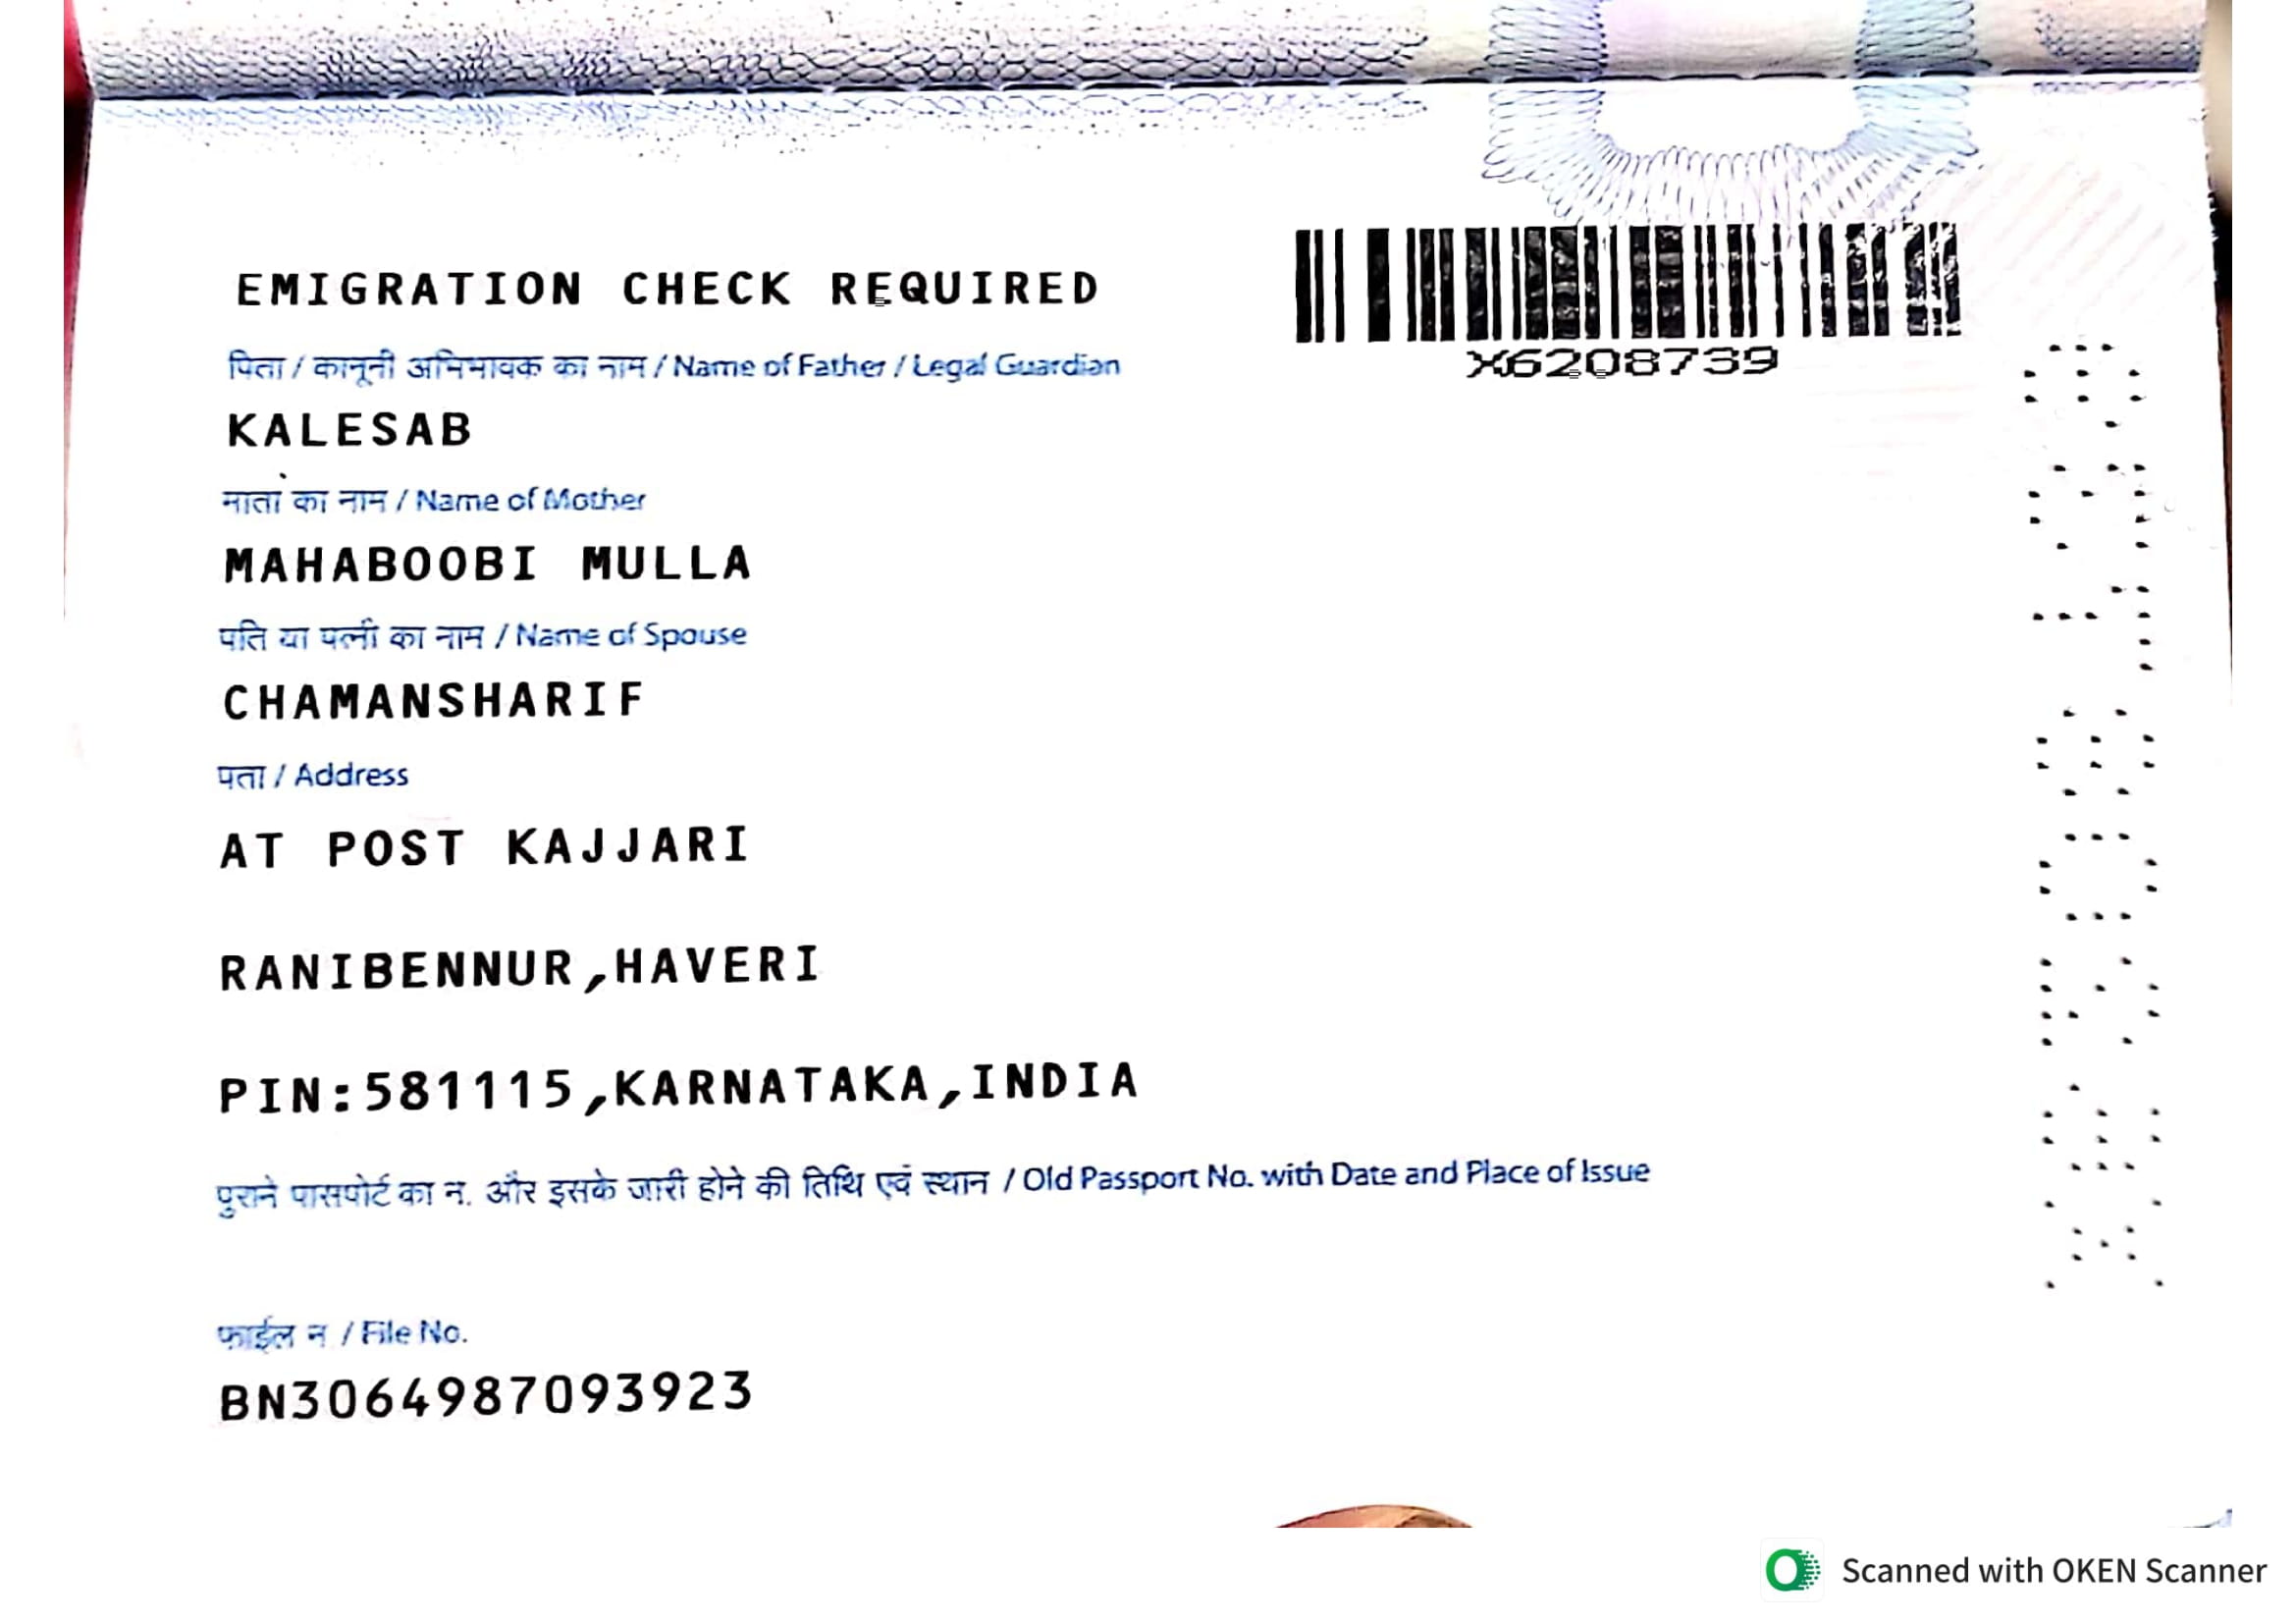 EMIGRATION CHECK REQUIRED
X6208739
पिता / कानूनी अभिभावक का नाम / Name of Father / Legal Guardian
KALESAB
माता का नाम / Name of Mother
MAHABOOBI MULLA
पति या पत्नी का नाम / Name of Spouse
CHAMANSHARIF
पता / Address
AT POST KAJJARI
RANIBENNUR,HAVERI
PIN:581115,KARNATAKA,INDIA
पुराने पासपोर्ट का न. और इसके जारी होने की तिथि एवं स्थान / Old Passport No. with Date and Place of Issue
फाईल न / File No.
BN3064987093923
X6208739
Scanned with OKEN Scanner